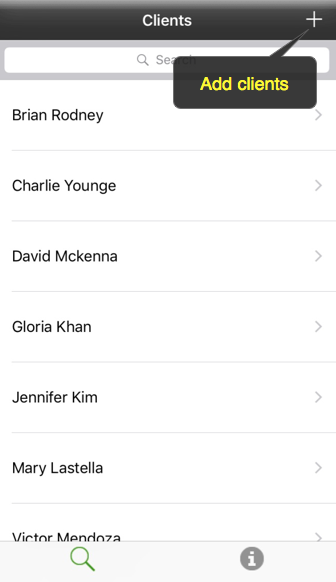 Clients
Search
Add clients
Brian Rodney
Charlie Younge
David Mckenna
Gloria Khan
Jennifer Kim
Mary Lastella
Victor Mendoza